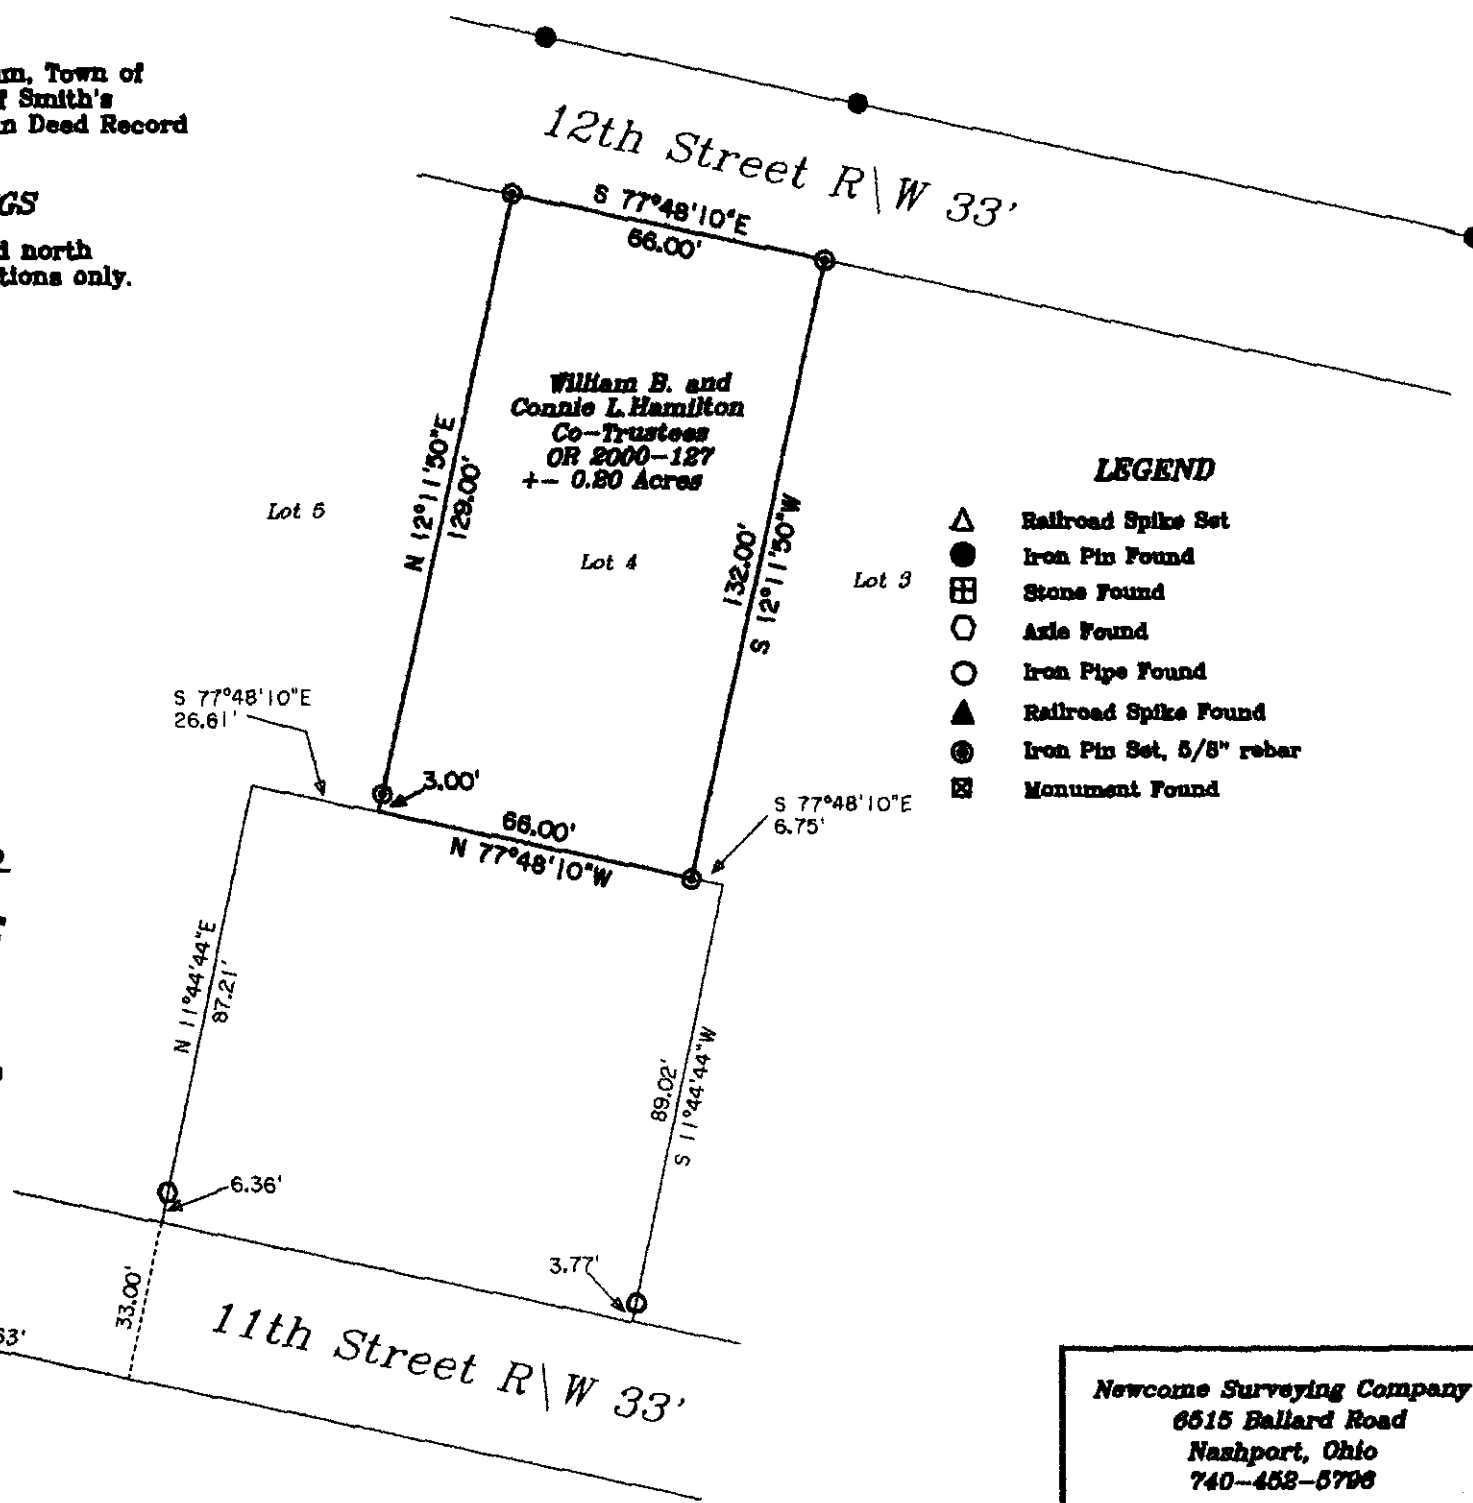 Town of
Smith's
Deed Record
north
only.
12th Street R\W 33'
S 77°48'10"E
66.00'
William B. and
Connie L. Hamilton
Co-Trustees
OR 2000-127
+- 0.20 Acres
N 12°11'50"E
129.00'
132.00'
S 12°11'50"W
Lot 5
Lot 4
Lot 3
LEGEND
Railroad Spike Set
Iron Pin Found
Stone Found
Axle Found
Iron Pipe Found
Railroad Spike Found
Iron Pin Set, 5/8" rebar
Monument Found
S 77°48'10"E
26.61'
3.00'
66.00'
N 77°48'10"W
S 77°48'10"E
6.75'
N 11°44'44"E
87.21'
89.02'
S 11°44'44"W
6.36'
3.77'
33.00'
11th Street R\W 33'
Newcome Surveying Company
6515 Ballard Road
Nashport, Ohio
740-452-5796